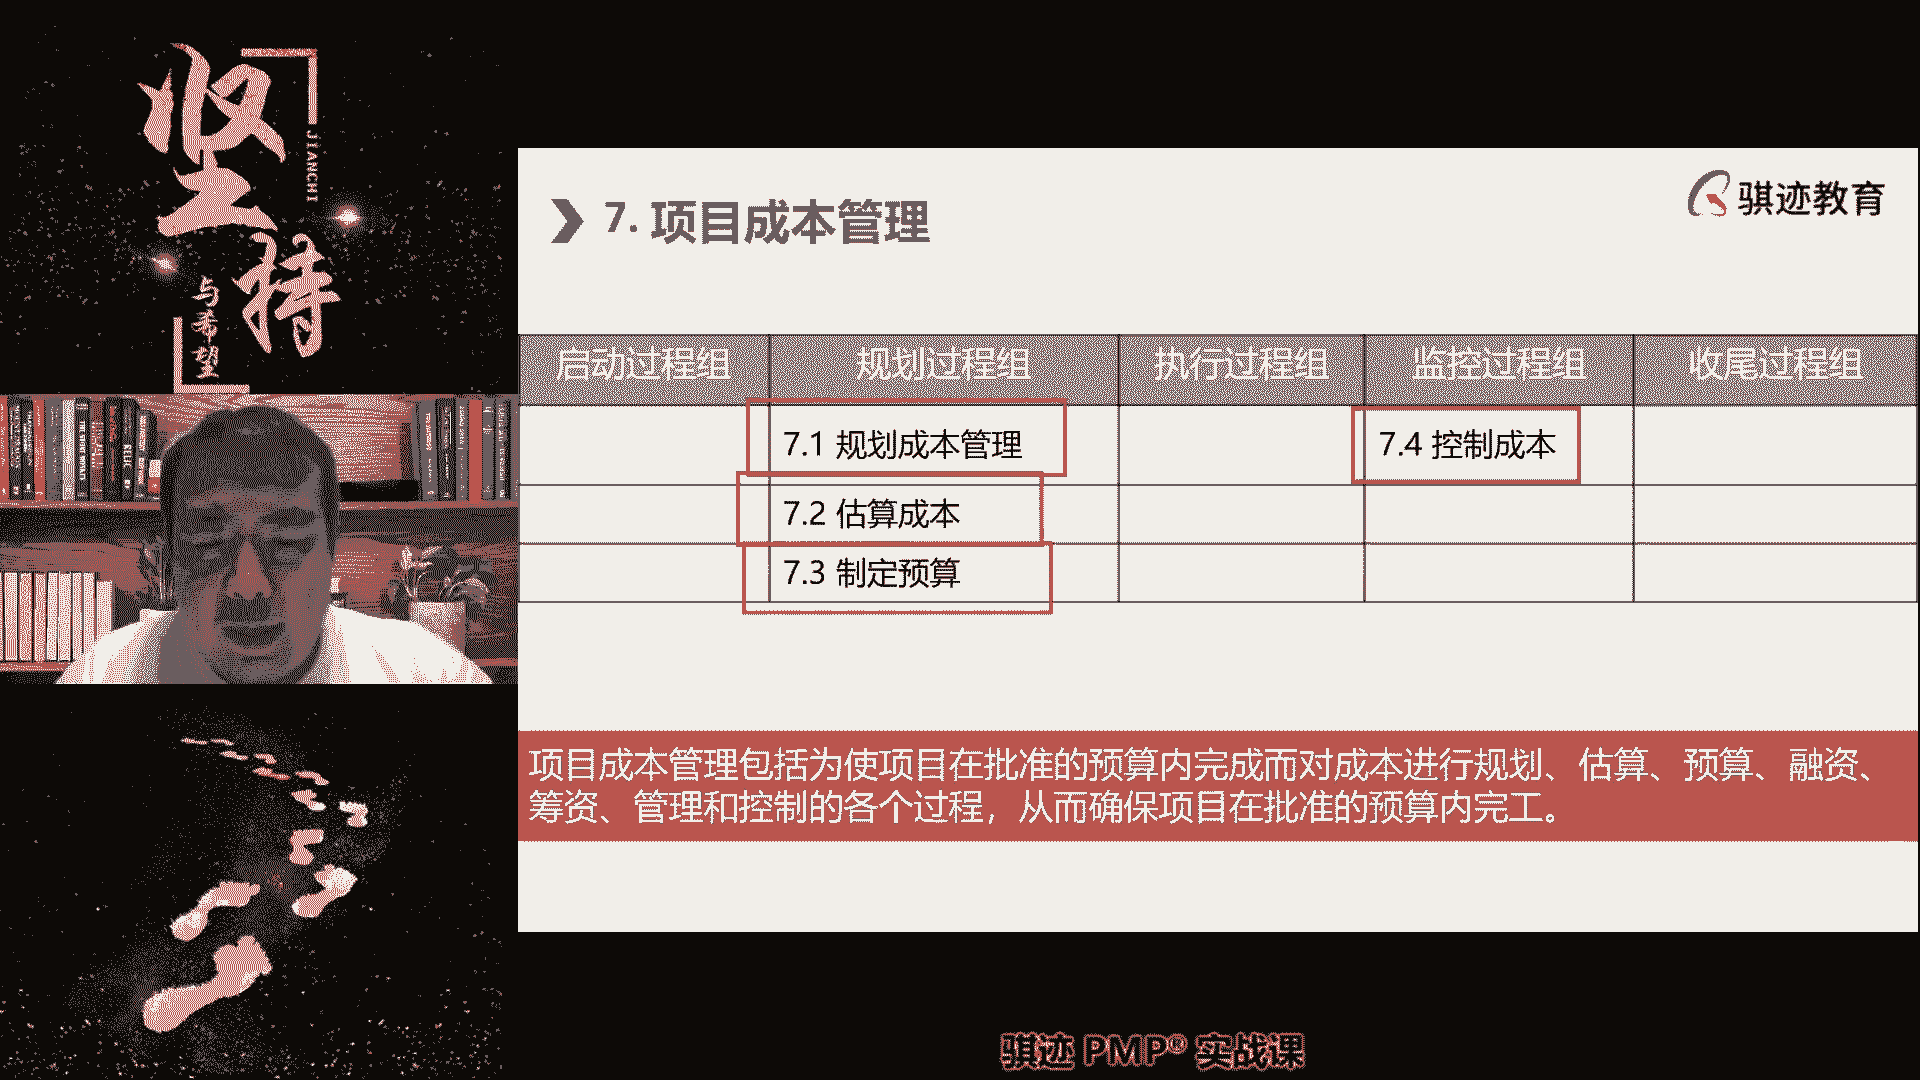 坚持
JIANCHI
与希望
7. 项目成本管理
骐迹教育
启动过程组 规划过程组 执行过程组 监控过程组 收尾过程组
7.1 规划成本管理 7.4 控制成本
7.2 估算成本
7.3 制定预算
项目成本管理包括为使项目在批准的预算内完成而对成本进行规划、估算、预算、融资、
筹资、管理和控制的各个过程，从而确保项目在批准的预算内完工。
骐迹 PMP® 实战课